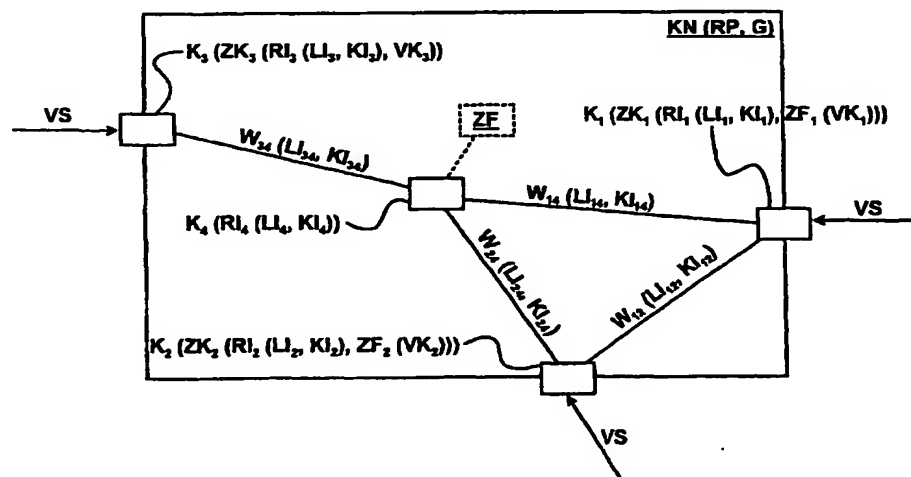 KN (RP, G)
K₃ (ZK₃ (RI₃ (LI₃, KI₃), VK₃))
VS
ZF
K₁ (ZK₁ (RI₁ (LI₁, KI₁), ZF₁ (VK₁)))
W₃₄ (LI₃₄, KI₃₄)
W₁₄ (LI₁₄, KI₁₄)
VS
K₄ (RI₄ (LI₄, KI₄))
W₂₄ (LI₂₄, KI₂₄)
W₁₂ (LI₁₂, KI₁₂)
K₂ (ZK₂ (RI₂ (LI₂, KI₂), ZF₂ (VK₂)))
VS